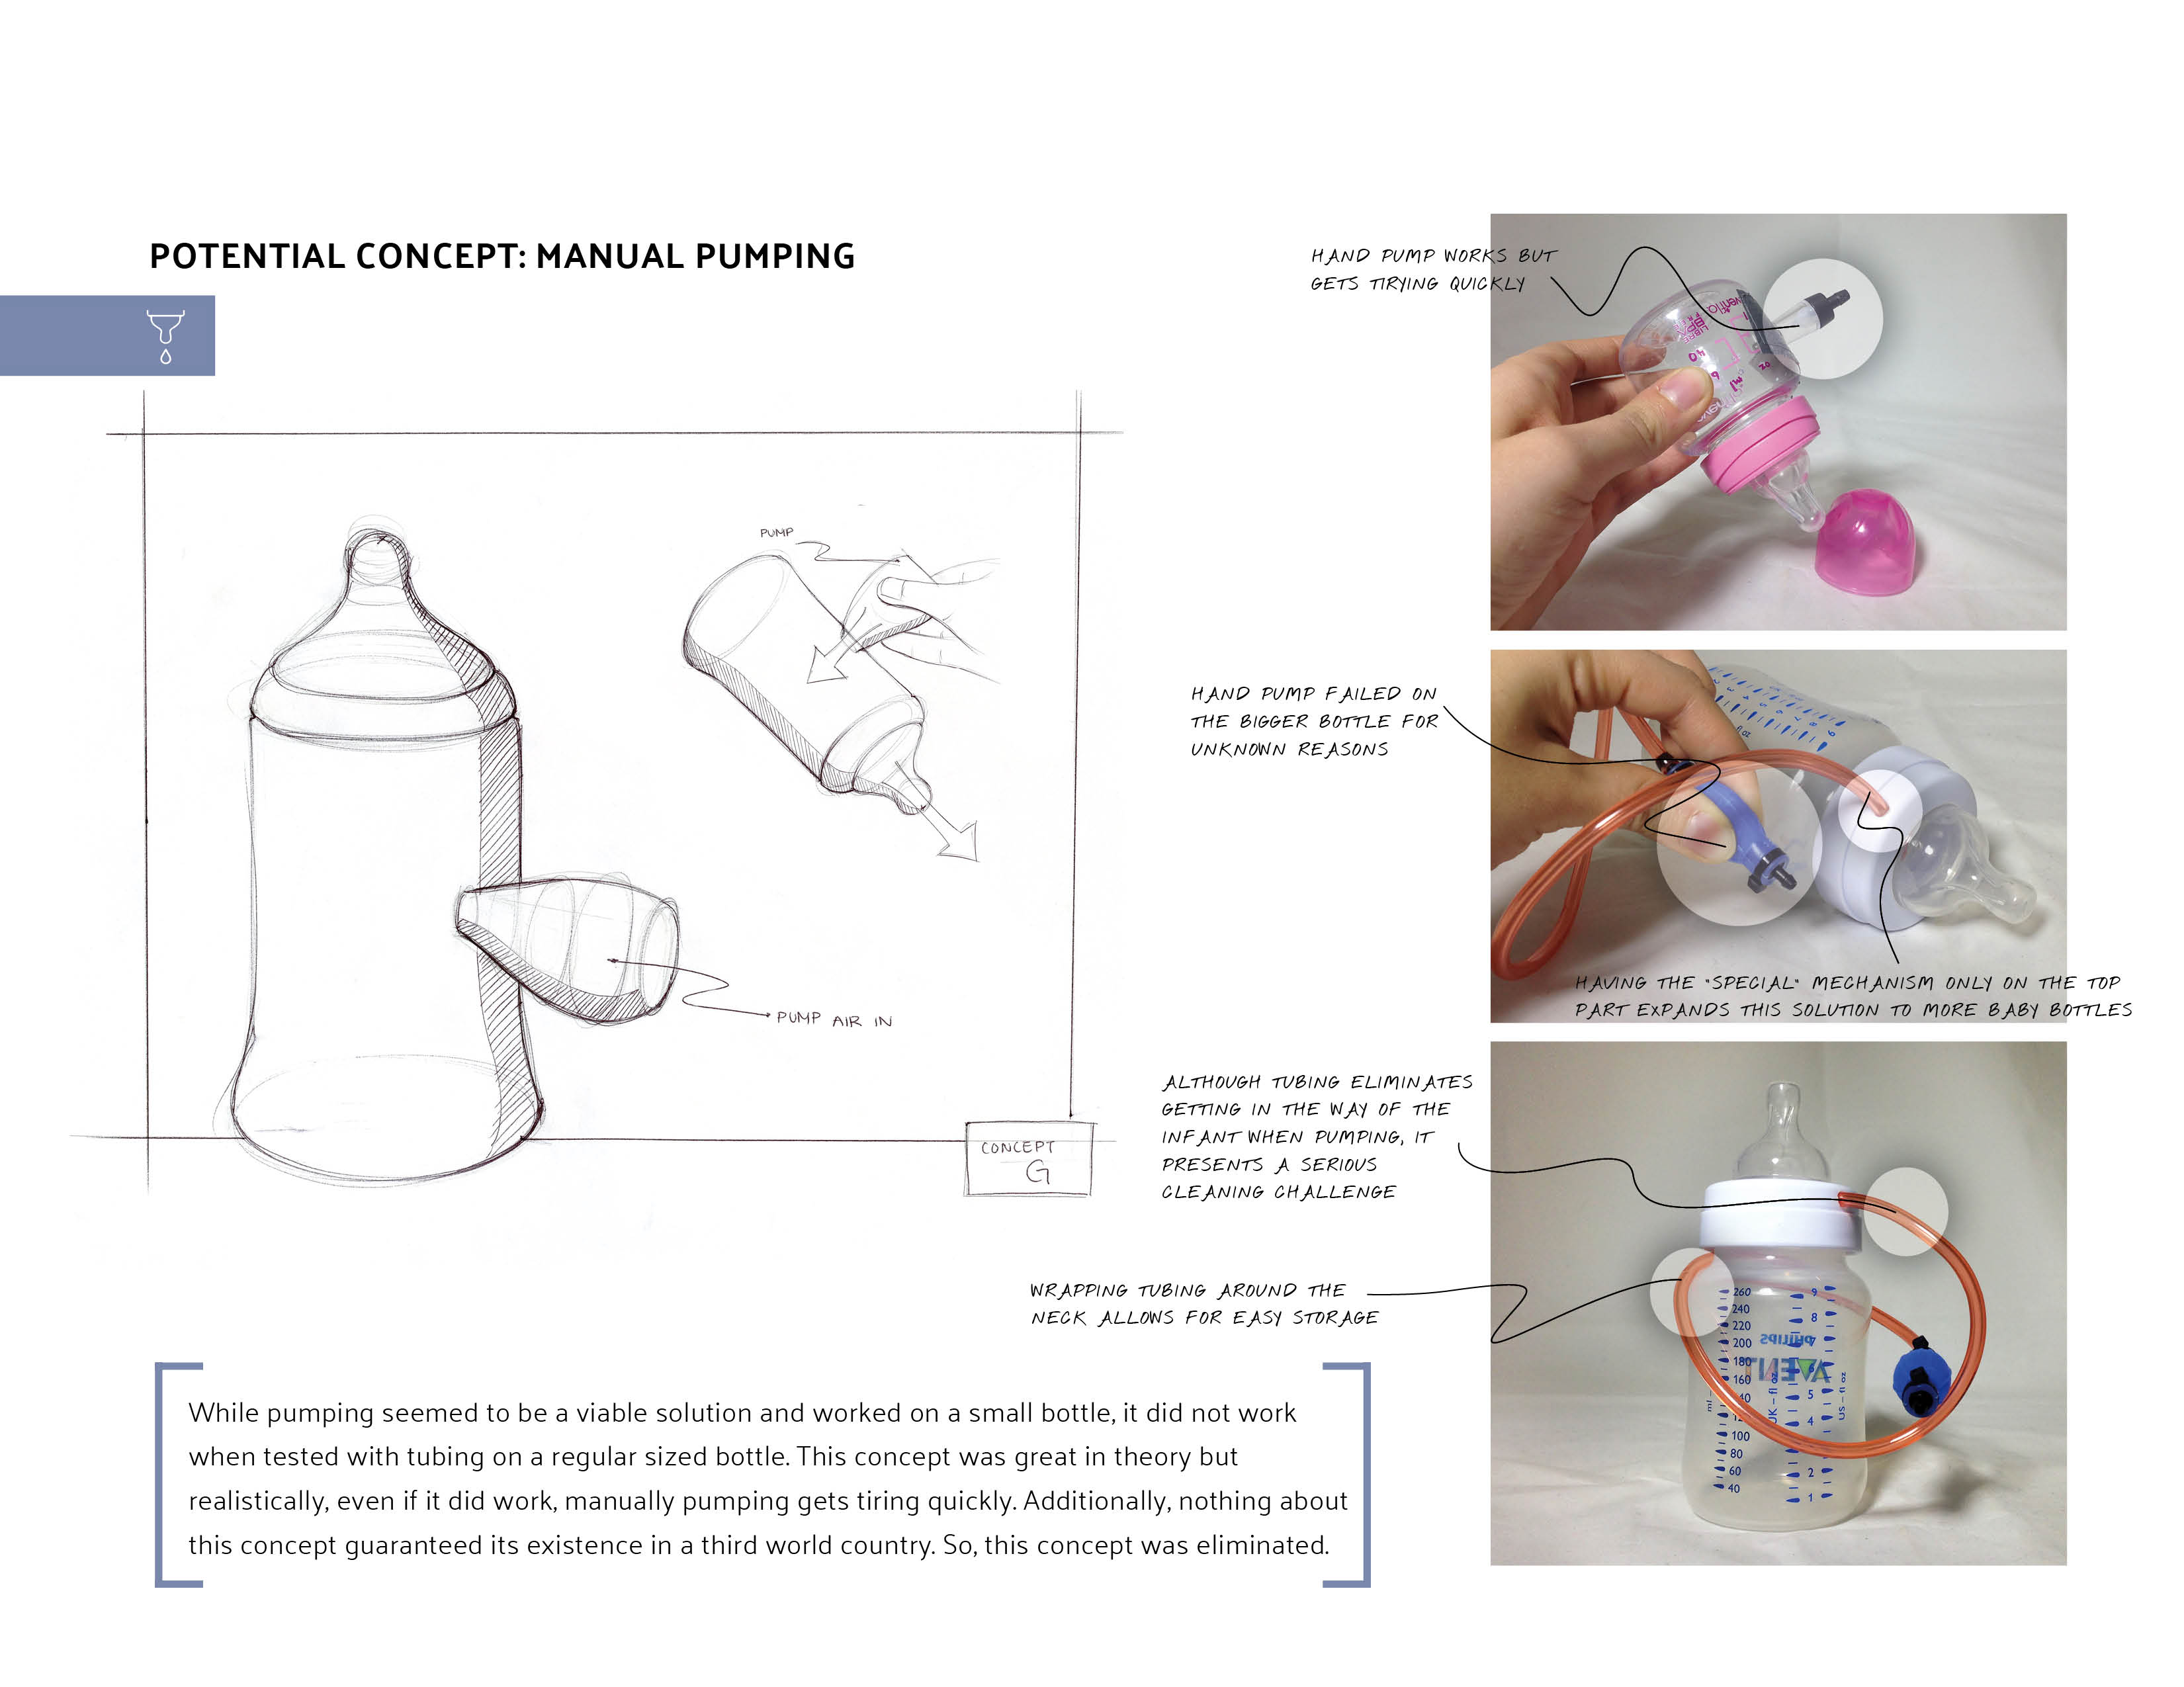 POTENTIAL CONCEPT: MANUAL PUMPING
PUMP
PUMP AIR IN
CONCEPT
G
HAND PUMP WORKS BUT
GETS TIRYING QUICKLY
40
HAND PUMP FAILED ON
THE BIGGER BOTTLE FOR
UNKNOWN REASONS
HAVING THE "SPECIAL" MECHANISM ONLY ON THE TOP
PART EXPANDS THIS SOLUTION TO MORE BABY BOTTLES
ALTHOUGH TUBING ELIMINATES
GETTING IN THE WAY OF THE
INFANT WHEN PUMPING, IT
PRESENTS A SERIOUS
CLEANING CHALLENGE
WRAPPING TUBING AROUND THE
NECK ALLOWS FOR EASY STORAGE
260 9
240
220 8
200
PHILIPS
AVENT
180
160
5
4
100
80
2
60
40 1
UK – fl oz
US – fl oz
While pumping seemed to be a viable solution and worked on a small bottle, it did not work
when tested with tubing on a regular sized bottle. This concept was great in theory but
realistically, even if it did work, manually pumping gets tiring quickly. Additionally, nothing about
this concept guaranteed its existence in a third world country. So, this concept was eliminated.